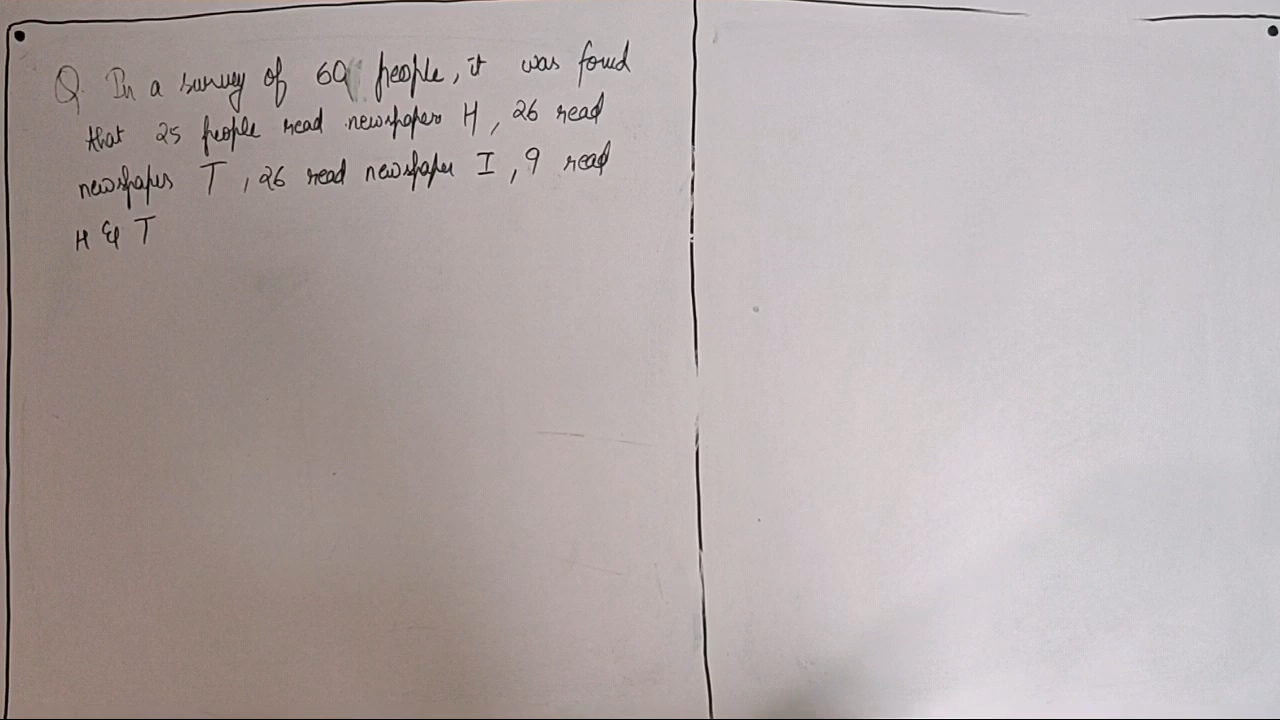 Q. In a survey of 60 people, it was found
that 25 people read newspaper H, 26 read
newspaper T, 26 read newspaper I, 9 read
H & T